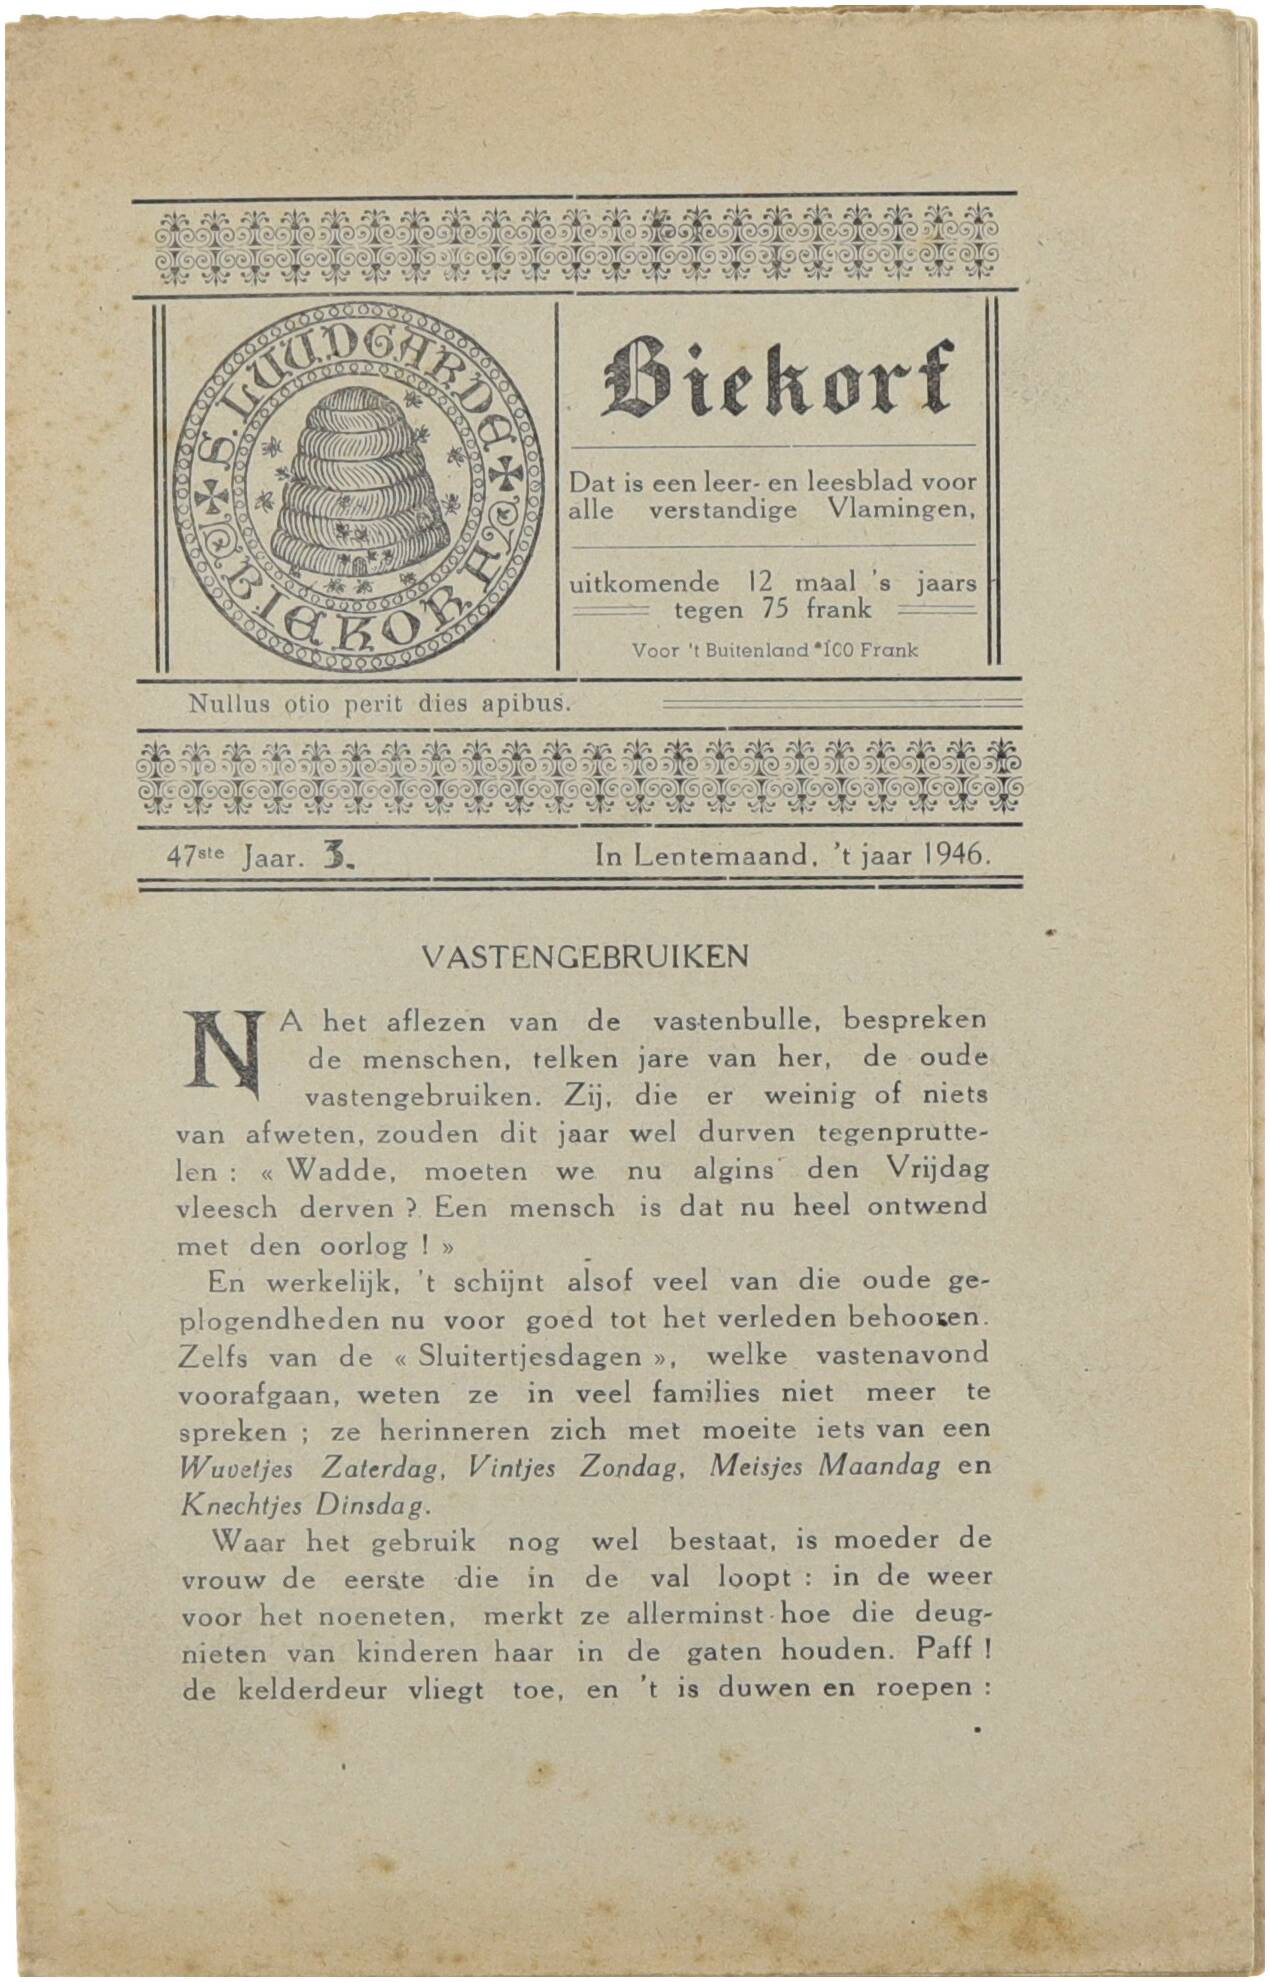 S. LUUDGARDE
BIEKORF
Biekorf
Dat is een leer- en leesblad voor
alle verstandige Vlamingen,
uitkomende 12 maal 's jaars
tegen 75 frank
Voor 't Buitenland 100 Frank
Nullus otio perit dies apibus.
47ste Jaar. 3.
In Lentemaand, 't jaar 1946.
VASTENGEBRUIKEN
NA het aflezen van de vastenbulle, bespreken
de menschen, telken jare van her, de oude
vastengebruiken. Zij, die er weinig of niets
van afweten, zouden dit jaar wel durven tegenprutte-
len : « Wadde, moeten we nu algins den Vrijdag
vleesch derven ? Een mensch is dat nu heel ontwend
met den oorlog ! »
En werkelijk, 't schijnt alsof veel van die oude ge-
plogendheden nu voor goed tot het verleden behooren.
Zelfs van de « Sluitertjesdagen », welke vastenavond
voorafgaan, weten ze in veel families niet meer te
spreken ; ze herinneren zich met moeite iets van een
Wuvetjes Zaterdag, Vintjes Zondag, Meisjes Maandag en
Knechtjes Dinsdag.
Waar het gebruik nog wel bestaat, is moeder de
vrouw de eerste die in de val loopt : in de weer
voor het noeneten, merkt ze allerminst hoe die deug-
nieten van kinderen haar in de gaten houden. Paff !
de kelderdeur vliegt toe, en 't is duwen en roepen :